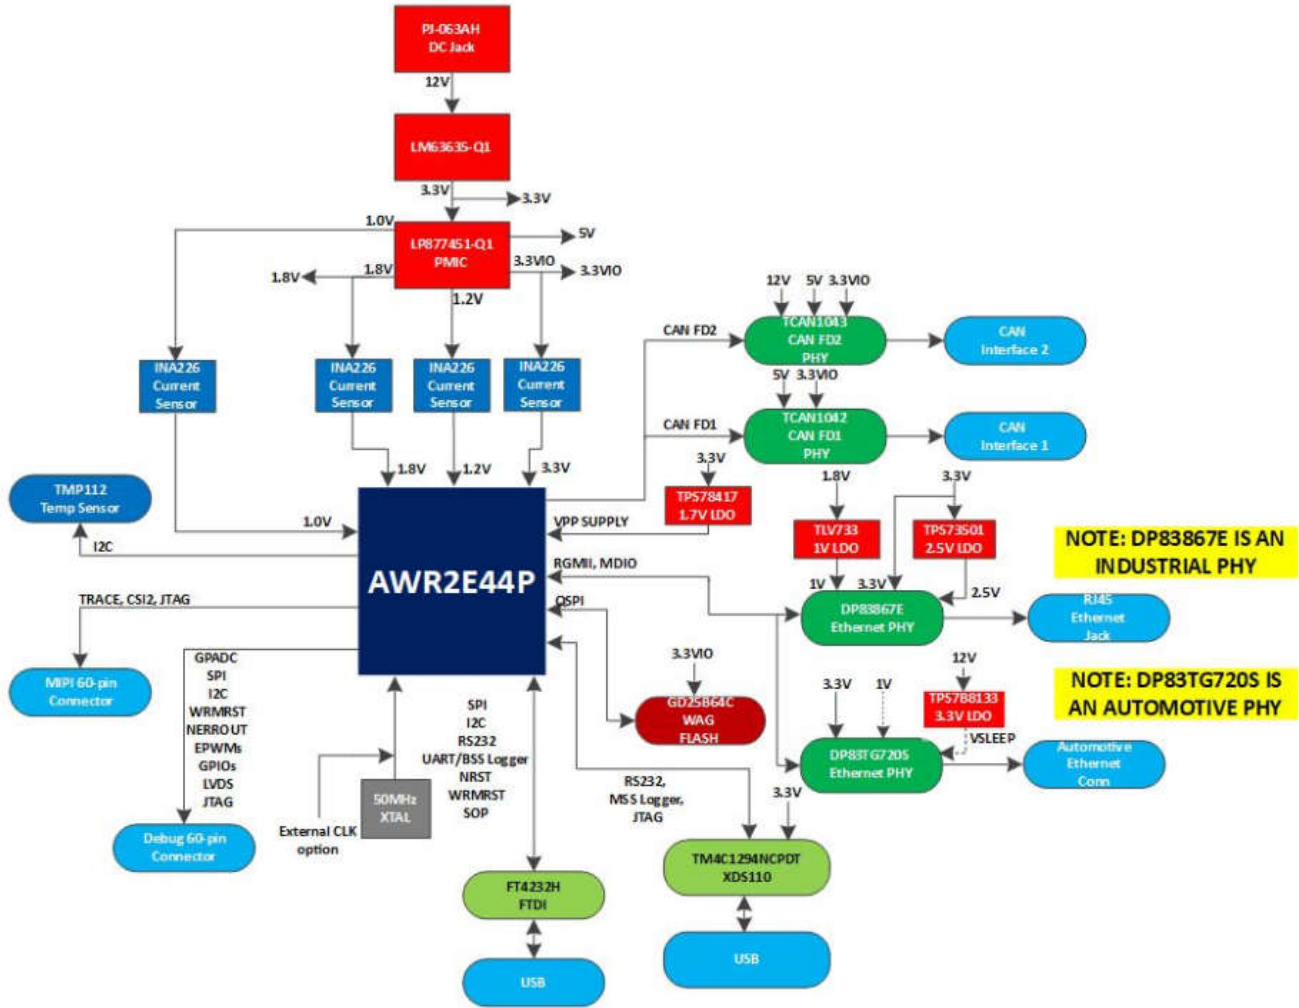 PJ-063AH
DC Jack
12V
LM63635-Q1
3.3V
3.3V
1.0V
LP877451-Q1
PMIC
5V
1.8V
1.8V
3.3VIO
3.3VIO
1.2V
INA226
Current
Sensor
INA226
Current
Sensor
INA226
Current
Sensor
INA226
Current
Sensor
12V
5V
3.3VIO
CAN FD2
TCAN1043
CAN FD2
PHY
CAN
Interface 2
5V
3.3VIO
CAN FD1
TCAN1042
CAN FD1
PHY
CAN
Interface 1
1.8V
1.2V
3.3V
3.3V
1.8V
3.3V
TMP112
Temp Sensor
I2C
1.0V
AWR2E44P
VPP SUPPLY
TPS78417
1.7V LDO
TLV733
1V LDO
TPS73501
2.5V LDO
NOTE: DP83867E IS AN
INDUSTRIAL PHY
RGMII, MDIO
1V
3.3V
2.5V
DP83867E
Ethernet PHY
RJ45
Ethernet
Jack
QSPI
TRACE, CSI2, JTAG
MIPI 60-pin
Connector
GPADC
SPI
I2C
WRMRST
NERROUT
EPWMs
GPIOs
LVDS
JTAG
Debug 60-pin
Connector
3.3VIO
GD25B64C
WAG
FLASH
12V
3.3V
1V
TPS7B8133
3.3V LDO
NOTE: DP83TG720S IS
AN AUTOMOTIVE PHY
VSLEEP
DP83TG720S
Ethernet PHY
Automotive
Ethernet
Conn
50MHz
XTAL
External CLK
option
SPI
I2C
RS232
UART/BSS Logger
NRST
WRMRST
SOP
RS232,
MSS Logger,
JTAG
3.3V
FT4232H
FTDI
TM4C1294NCPDT
XDS110
USB
USB